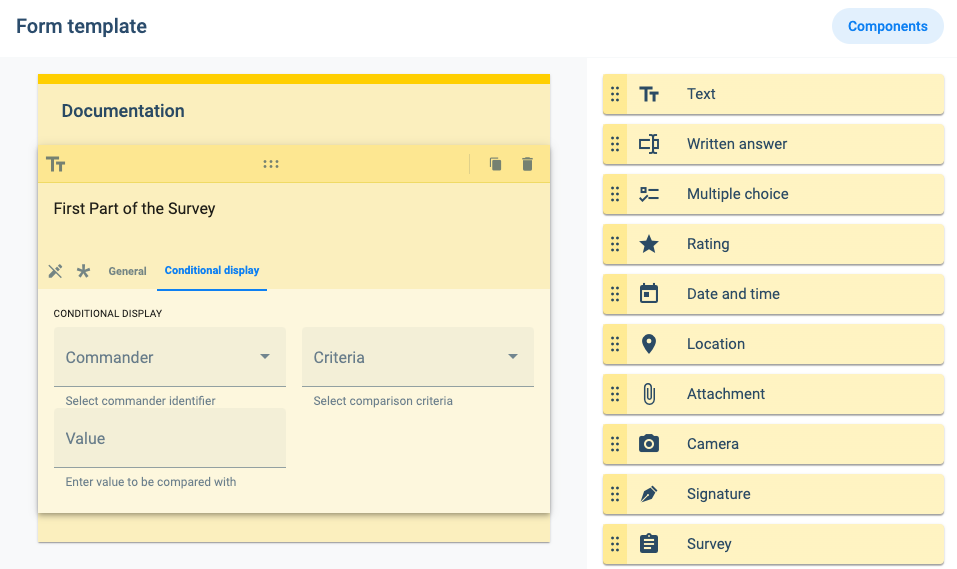 Form template
Components
Documentation
First Part of the Survey
General
Conditional display
CONDITIONAL DISPLAY
Commander
Criteria
Select commander identifier
Select comparison criteria
Value
Enter value to be compared with
Text
Written answer
Multiple choice
Rating
Date and time
Location
Attachment
Camera
Signature
Survey